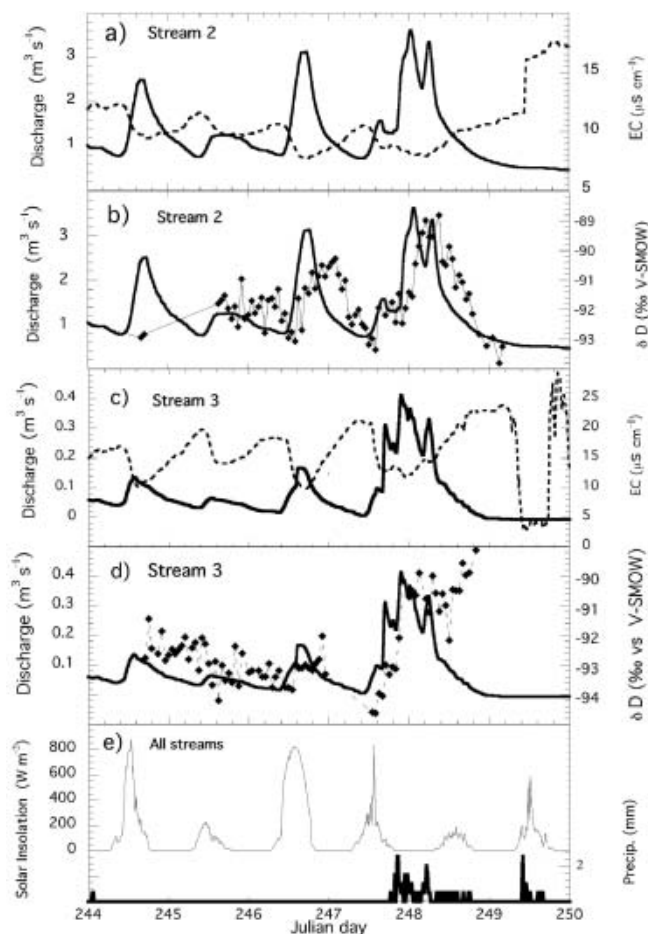 a) Stream 2
Discharge (m³ s⁻¹)
3
2
1
EC (µS cm⁻¹)
15
10
5
b) Stream 2
Discharge (m³ s⁻¹)
3
2
1
δ D (‰ V-SMOW)
-89
-90
-91
-92
-93
c) Stream 3
Discharge (m³ s⁻¹)
0.4
0.3
0.2
0.1
0
EC (µS cm⁻¹)
25
20
15
10
5
0
d) Stream 3
Discharge (m³ s⁻¹)
0.4
0.3
0.2
0.1
δ D (‰ vs V-SMOW)
-90
-91
-92
-93
-94
e) All streams
Solar Insolation (W m⁻²)
800
600
400
200
0
Precip. (mm)
2
244 245 246 247 248 249 250
Julian day